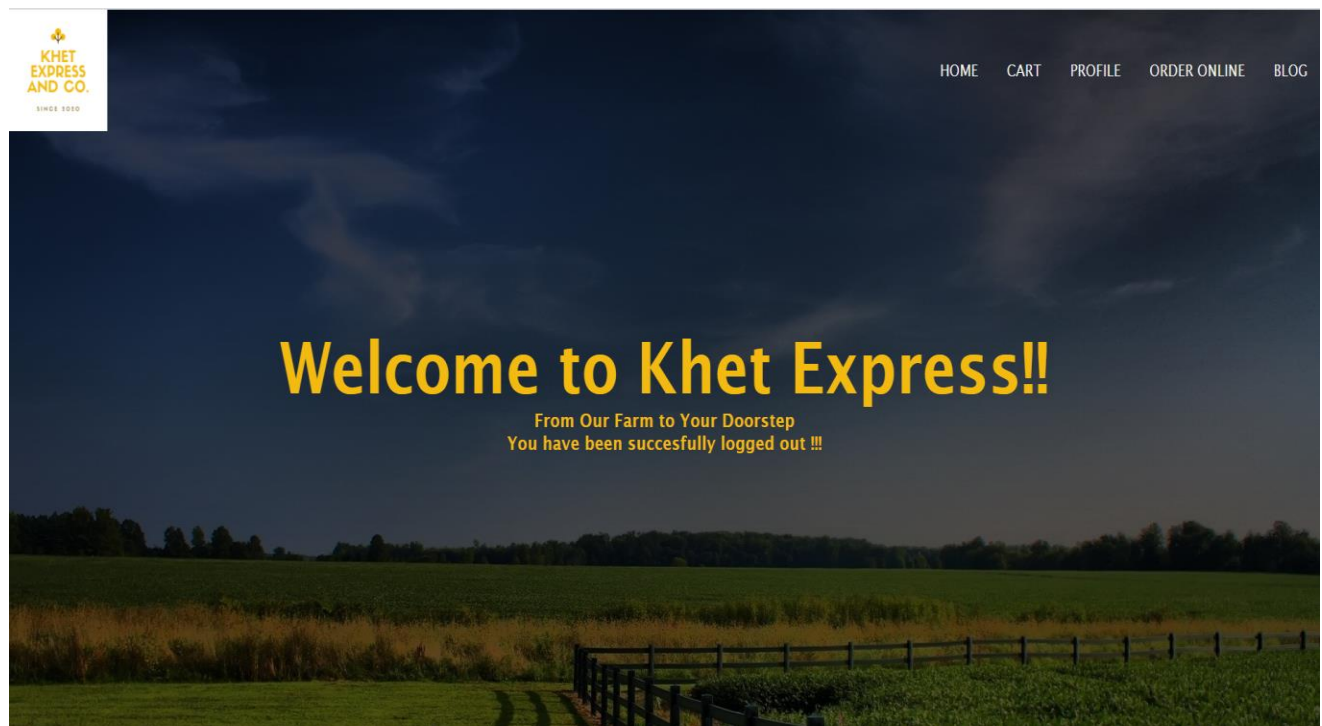 KHET
EXPRESS
AND CO.
SINCE 2020
HOME CART PROFILE ORDER ONLINE BLOG
Welcome to Khet Express!!
From Our Farm to Your Doorstep
You have been succesfully logged out !!!